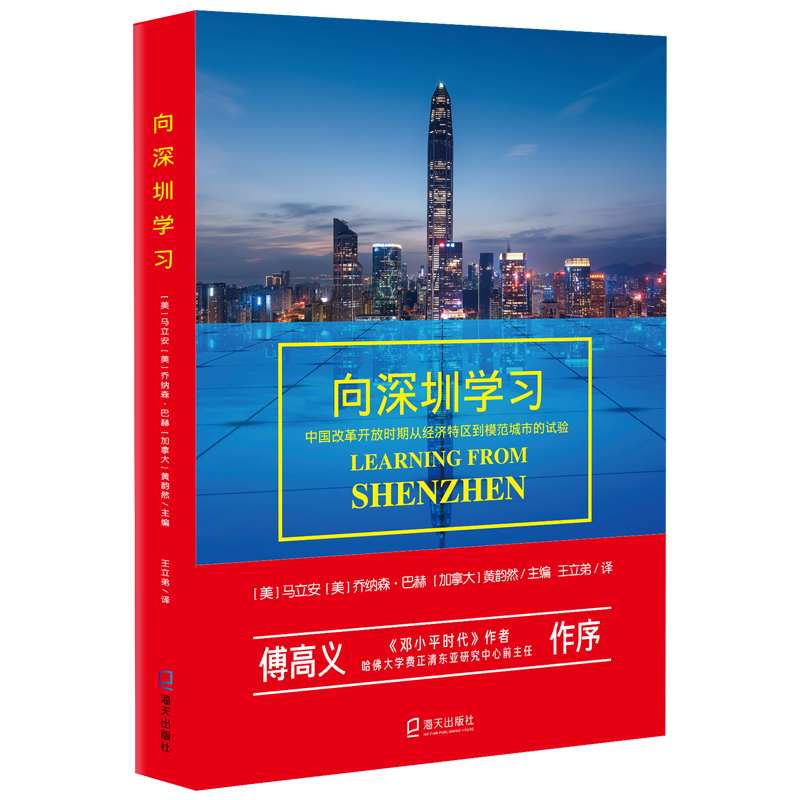 向深圳学习
[美]马立安[美]乔纳森·巴赫[加拿大]黄韵然/主编
王立弟/译
海天出版社
向深圳学习
中国改革开放时期从经济特区到模范城市的试验
LEARNING FROM
SHENZHEN
[美]马立安[美]乔纳森·巴赫 [加拿大]黄韵然/主编 王立弟/译
傅高义
《邓小平时代》作者
哈佛大学费正清东亚研究中心前主任
作序
海天出版社
HAITIAN PUBLISHING HOUSE